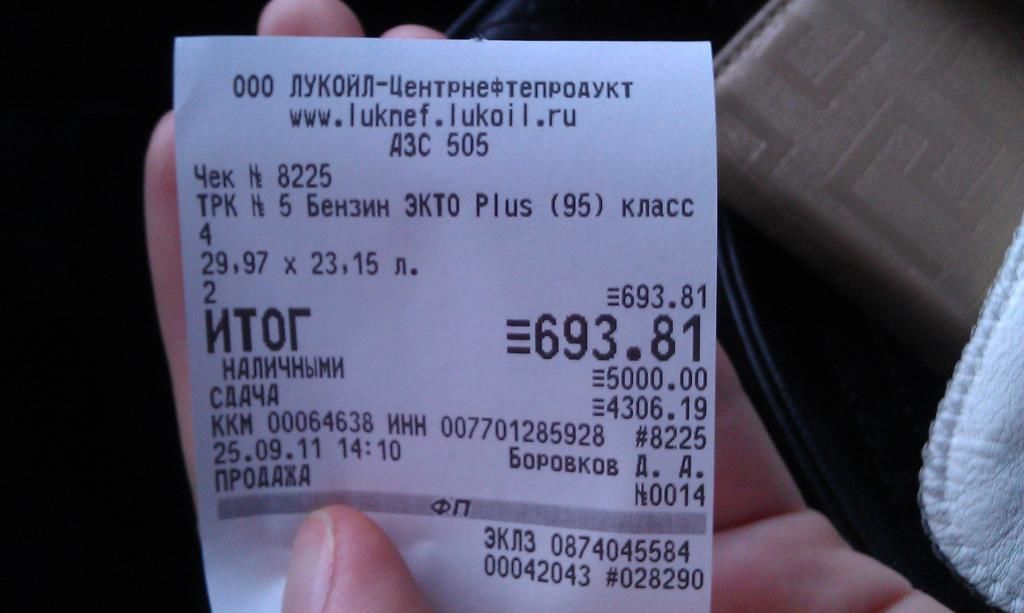 ООО ЛУКОЙЛ-Центрнефтепродукт
www.luknef.lukoil.ru
АЗС 505
Чек № 8225
ТРК № 5 Бензин ЭКТО Plus (95) класс
4
29,97 x 23,15 л.
2 ≡693.81
ИТОГ ≡693.81
НАЛИЧНЫМИ ≡5000.00
СДАЧА ≡4306.19
ККМ 00064638 ИНН 007701285928 #8225
25.09.11 14:10 Боровков Д. А.
ПРОДАЖА №0014
ФП
ЭКЛЗ 0874045584
00042043 #028290